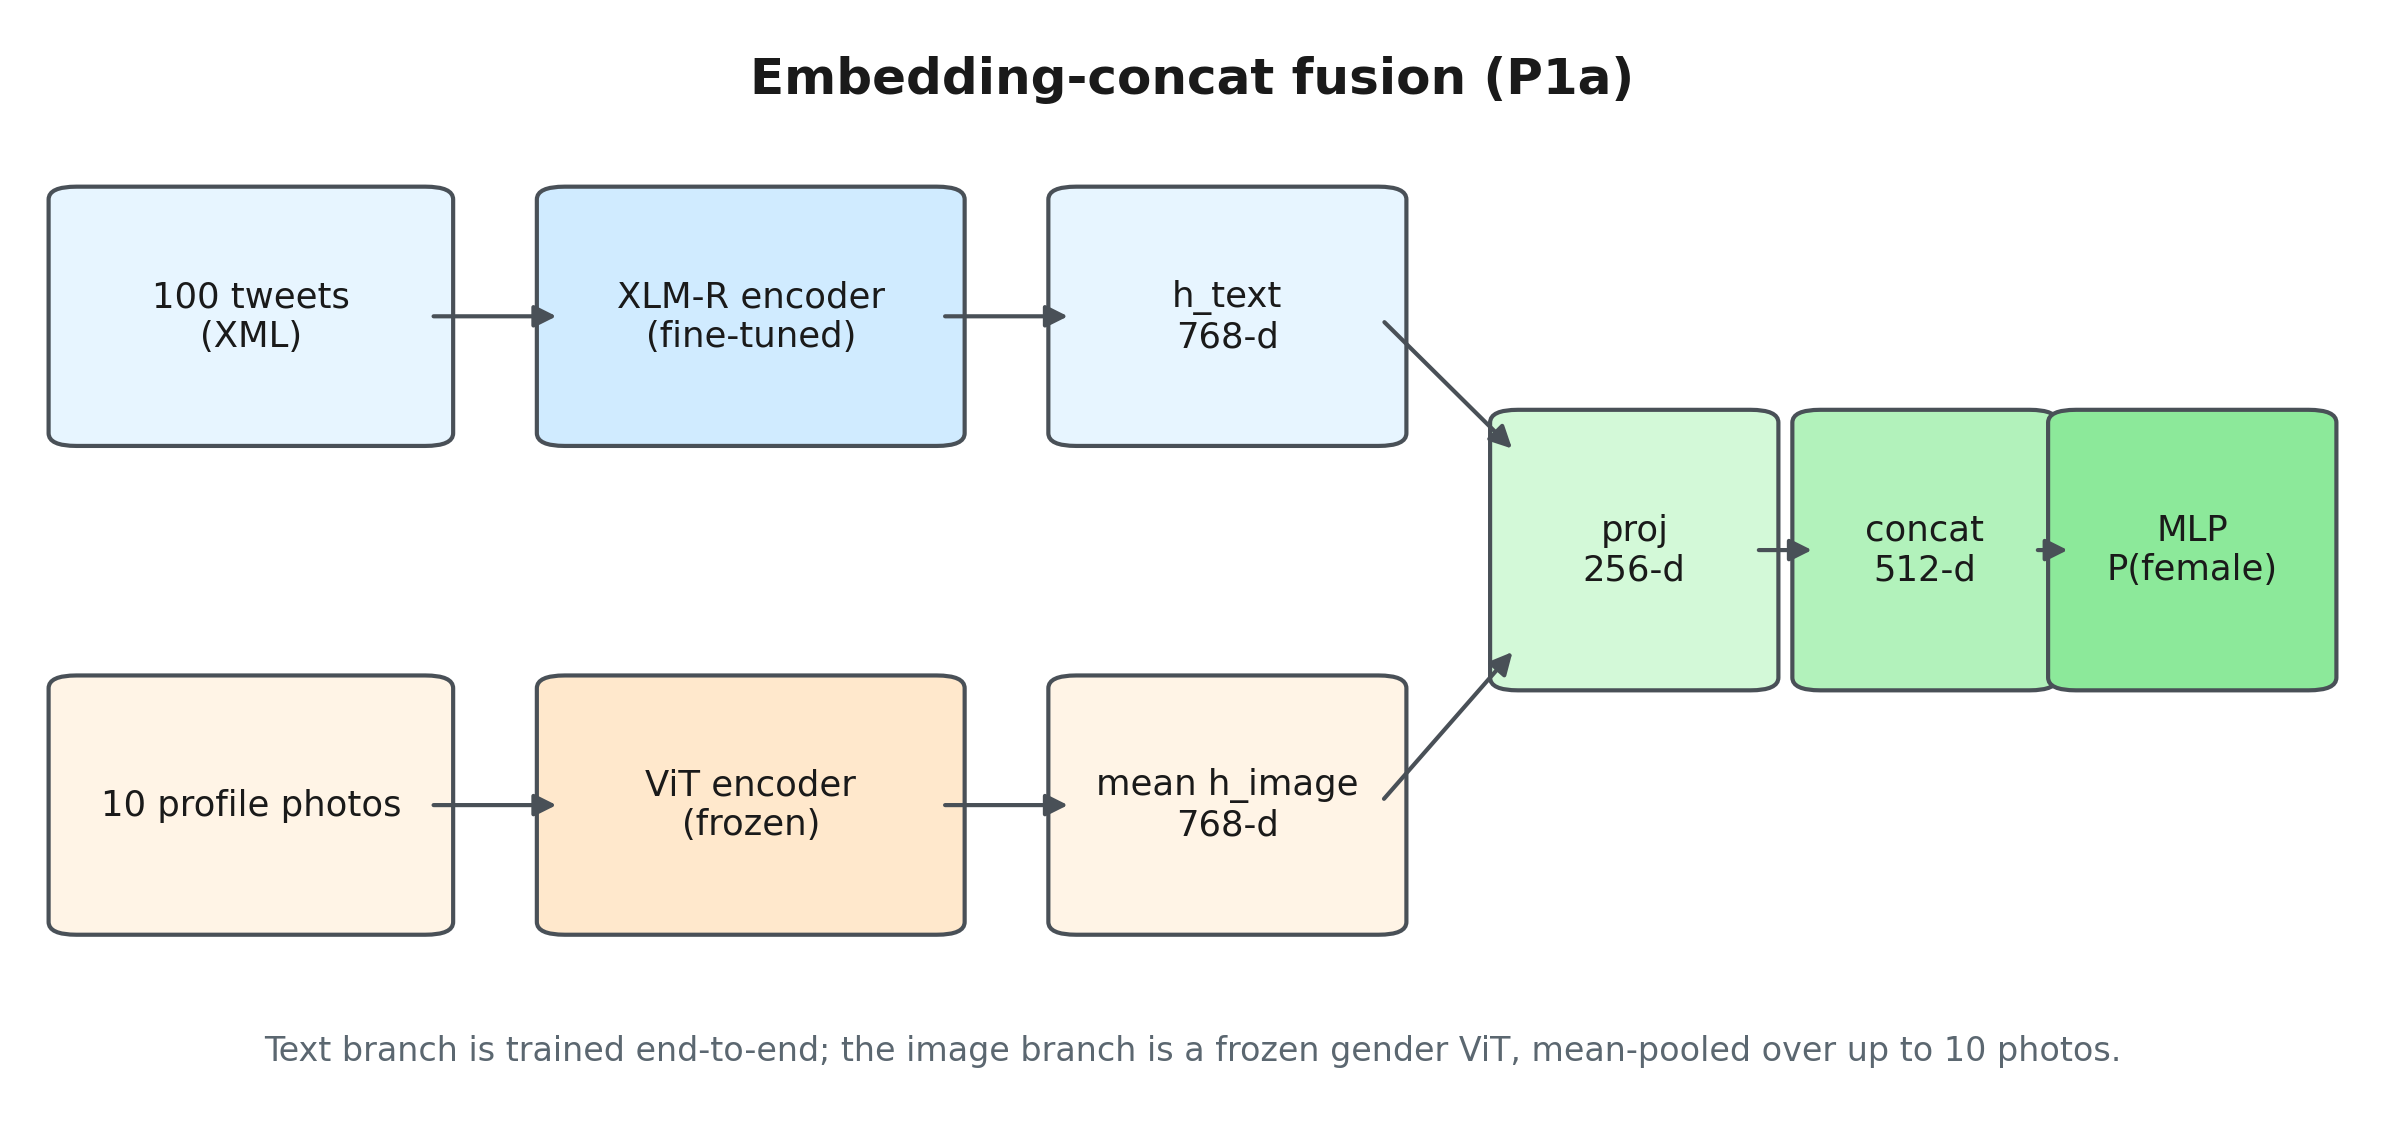 Embedding-concat fusion (P1a)
100 tweets
(XML)
XLM-R encoder
(fine-tuned)
h_text
768-d
proj
256-d
concat
512-d
MLP
P(female)
10 profile photos
ViT encoder
(frozen)
mean h_image
768-d
Text branch is trained end-to-end; the image branch is a frozen gender ViT, mean-pooled over up to 10 photos.